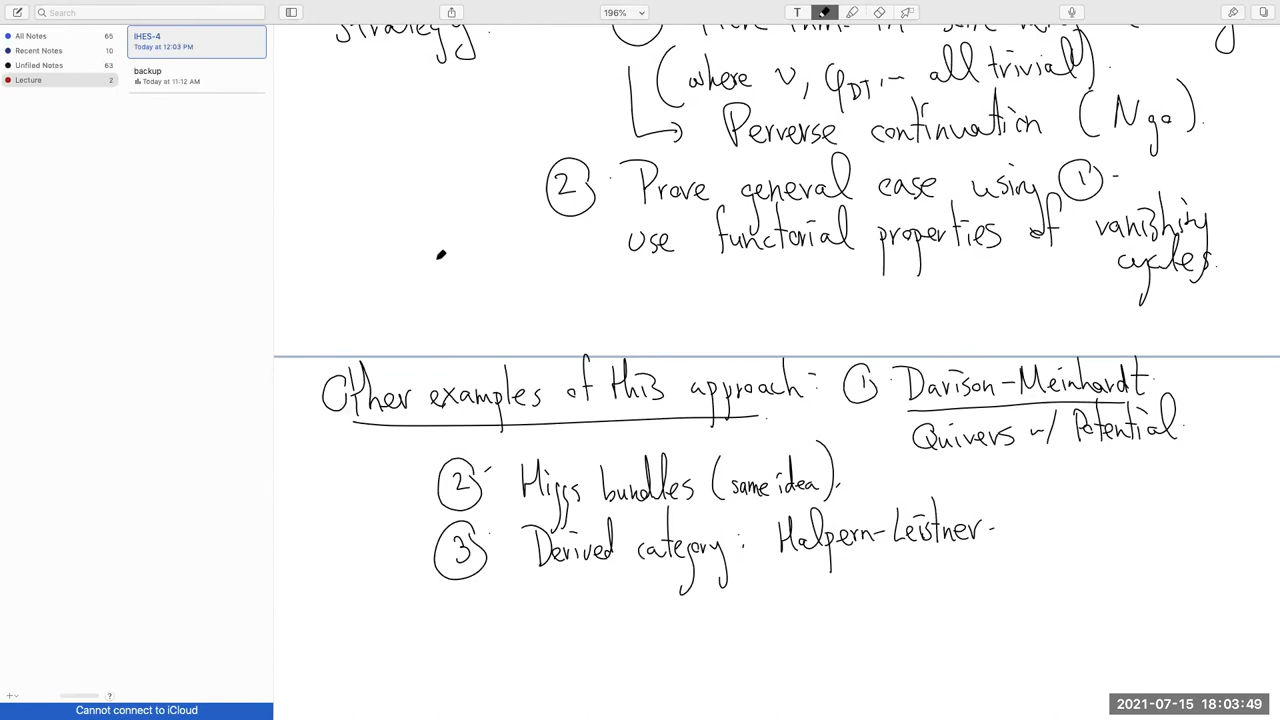 Search
196%
T
All Notes 65
Recent Notes 10
Unfiled Notes 63
Lecture 2
IHES-4
Today at 12:03 PM
backup
Today at 11:12 AM
strategy
(where ν, φ_DT, – all trivial).
Perverse continuation (Ngo).
② Prove general case using ① -
use functorial properties of vanishing
cycles.
Other examples of this approach: ① Davison-Meinhardt.
Quivers w/ Potential.
② Higgs bundles (same idea).
③ Derived category: Halpern-Leistner-
?
Cannot connect to iCloud
2021-07-15 18:03:49